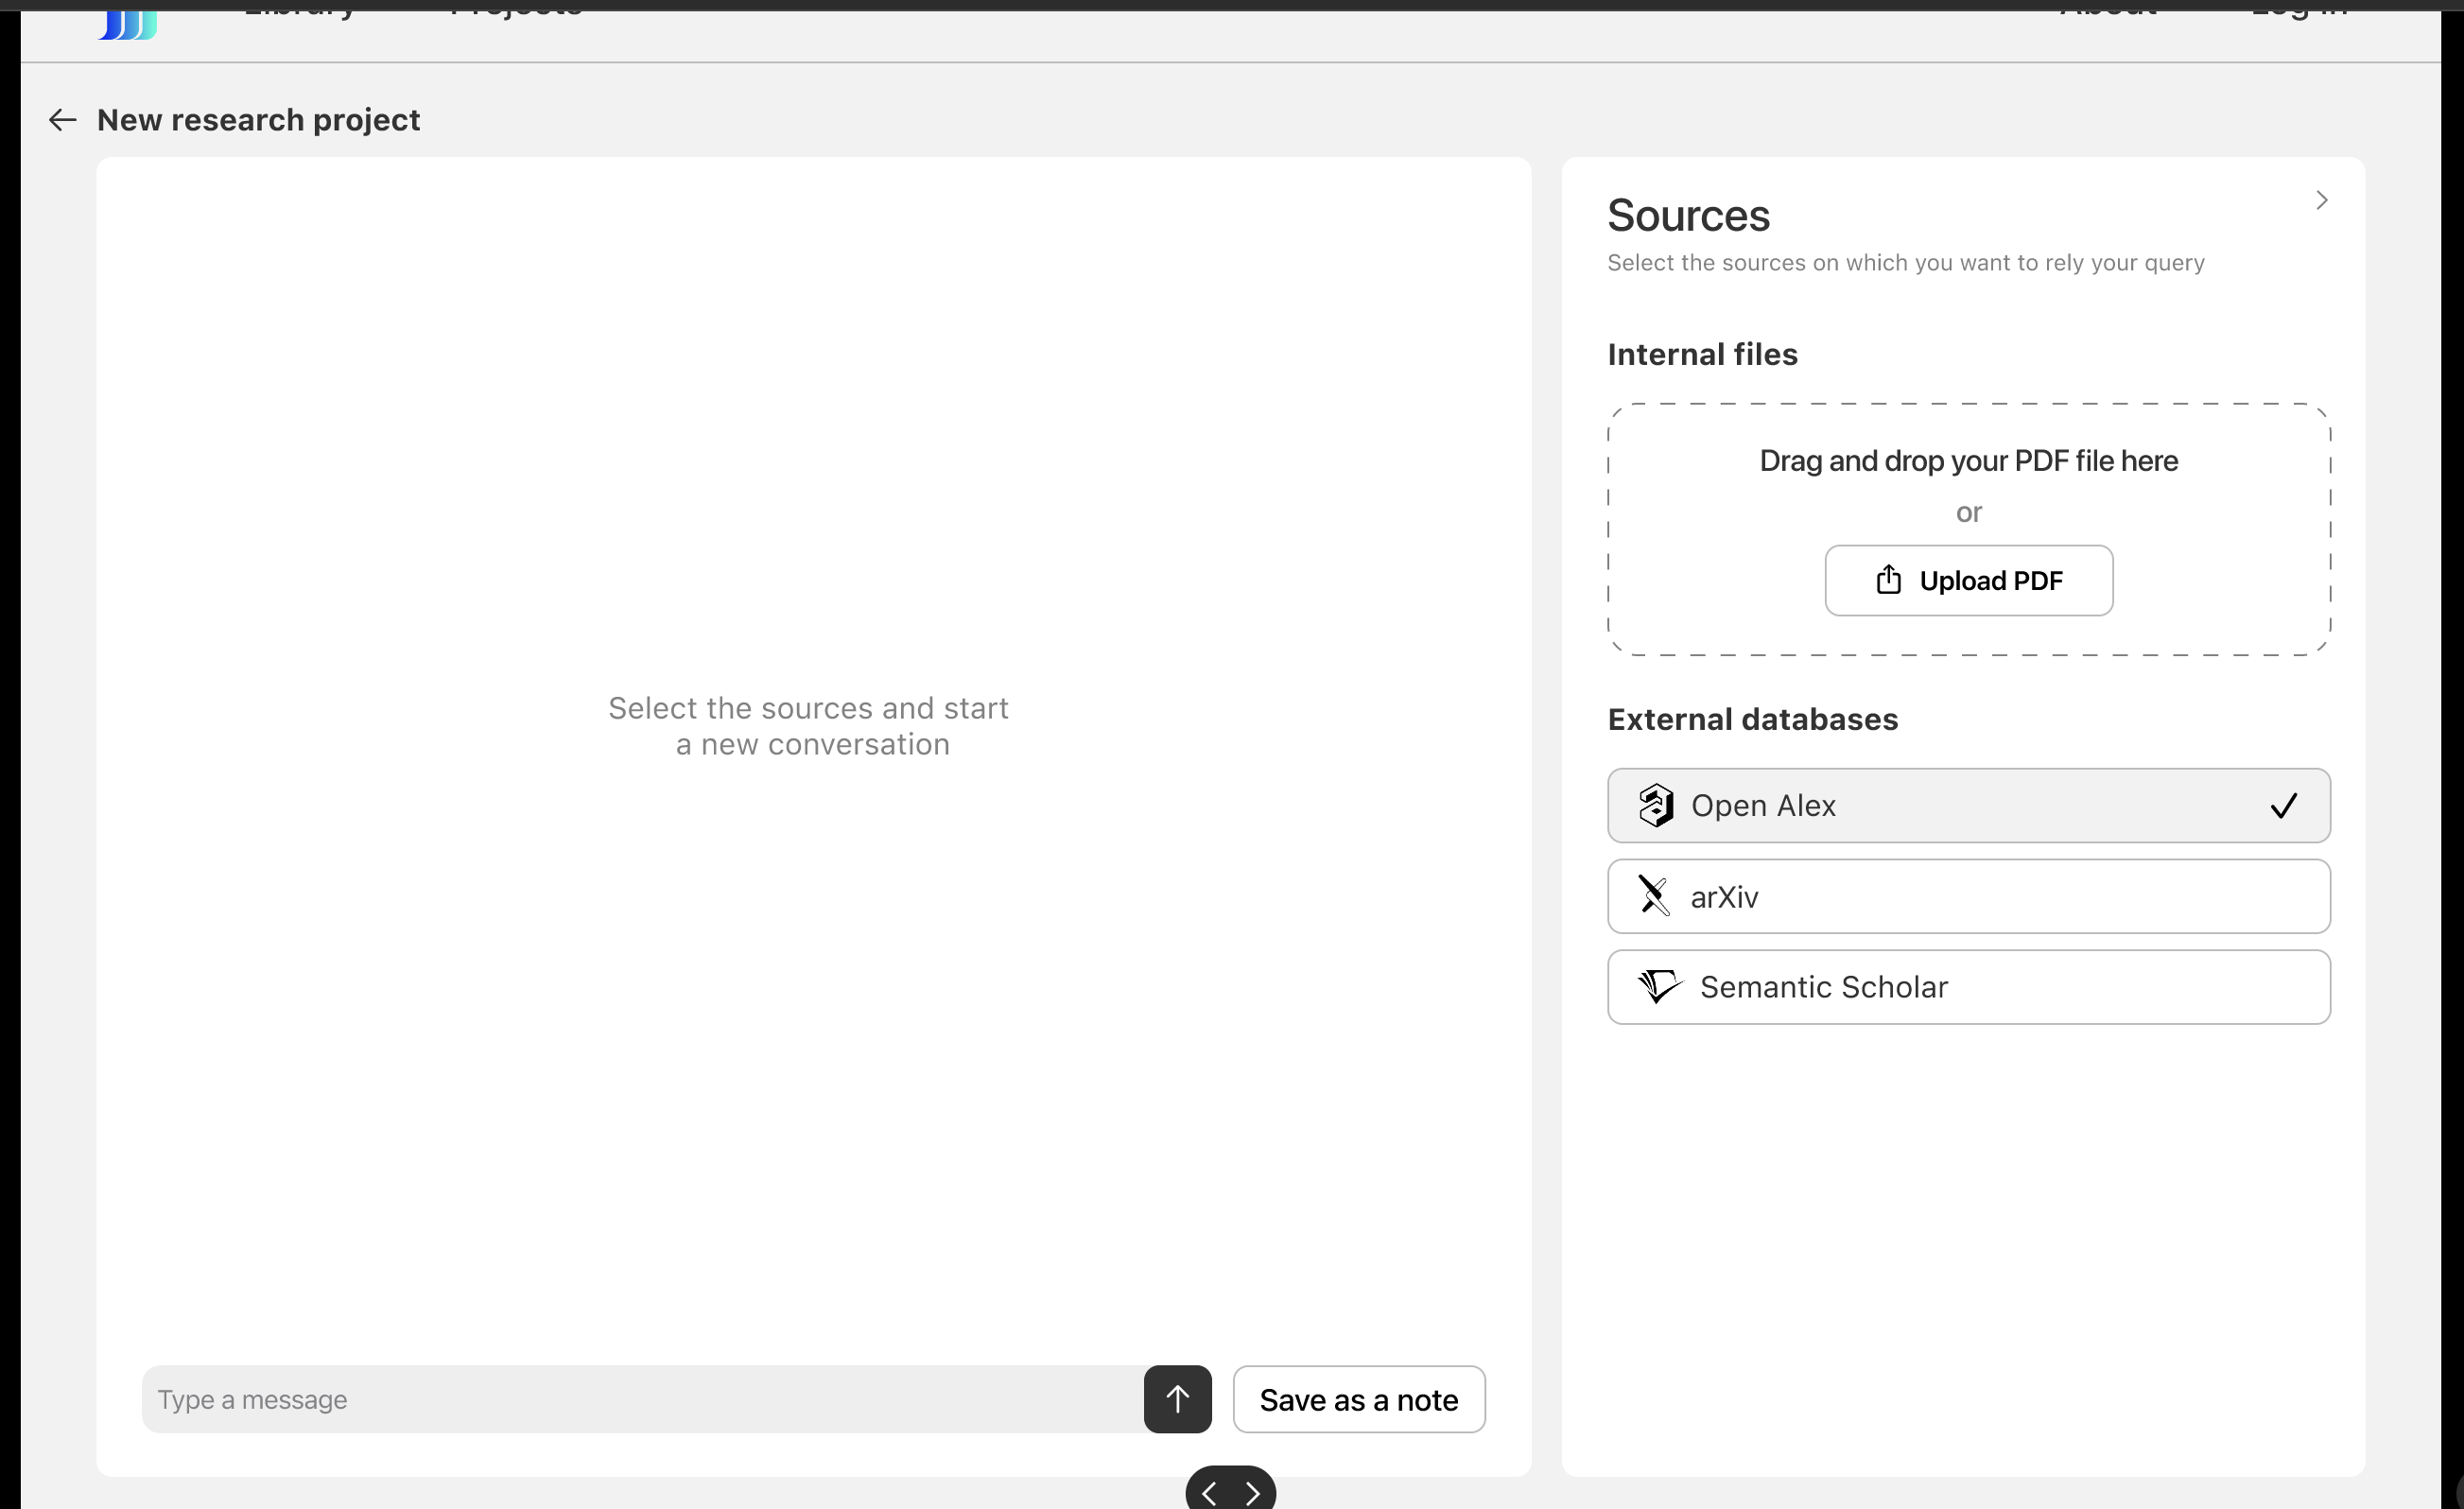 Library Projects About Log in
New research project
Select the sources and start
a new conversation
Type a message
Save as a note
Sources
Select the sources on which you want to rely your query
Internal files
Drag and drop your PDF file here
or
Upload PDF
External databases
Open Alex
arXiv
Semantic Scholar